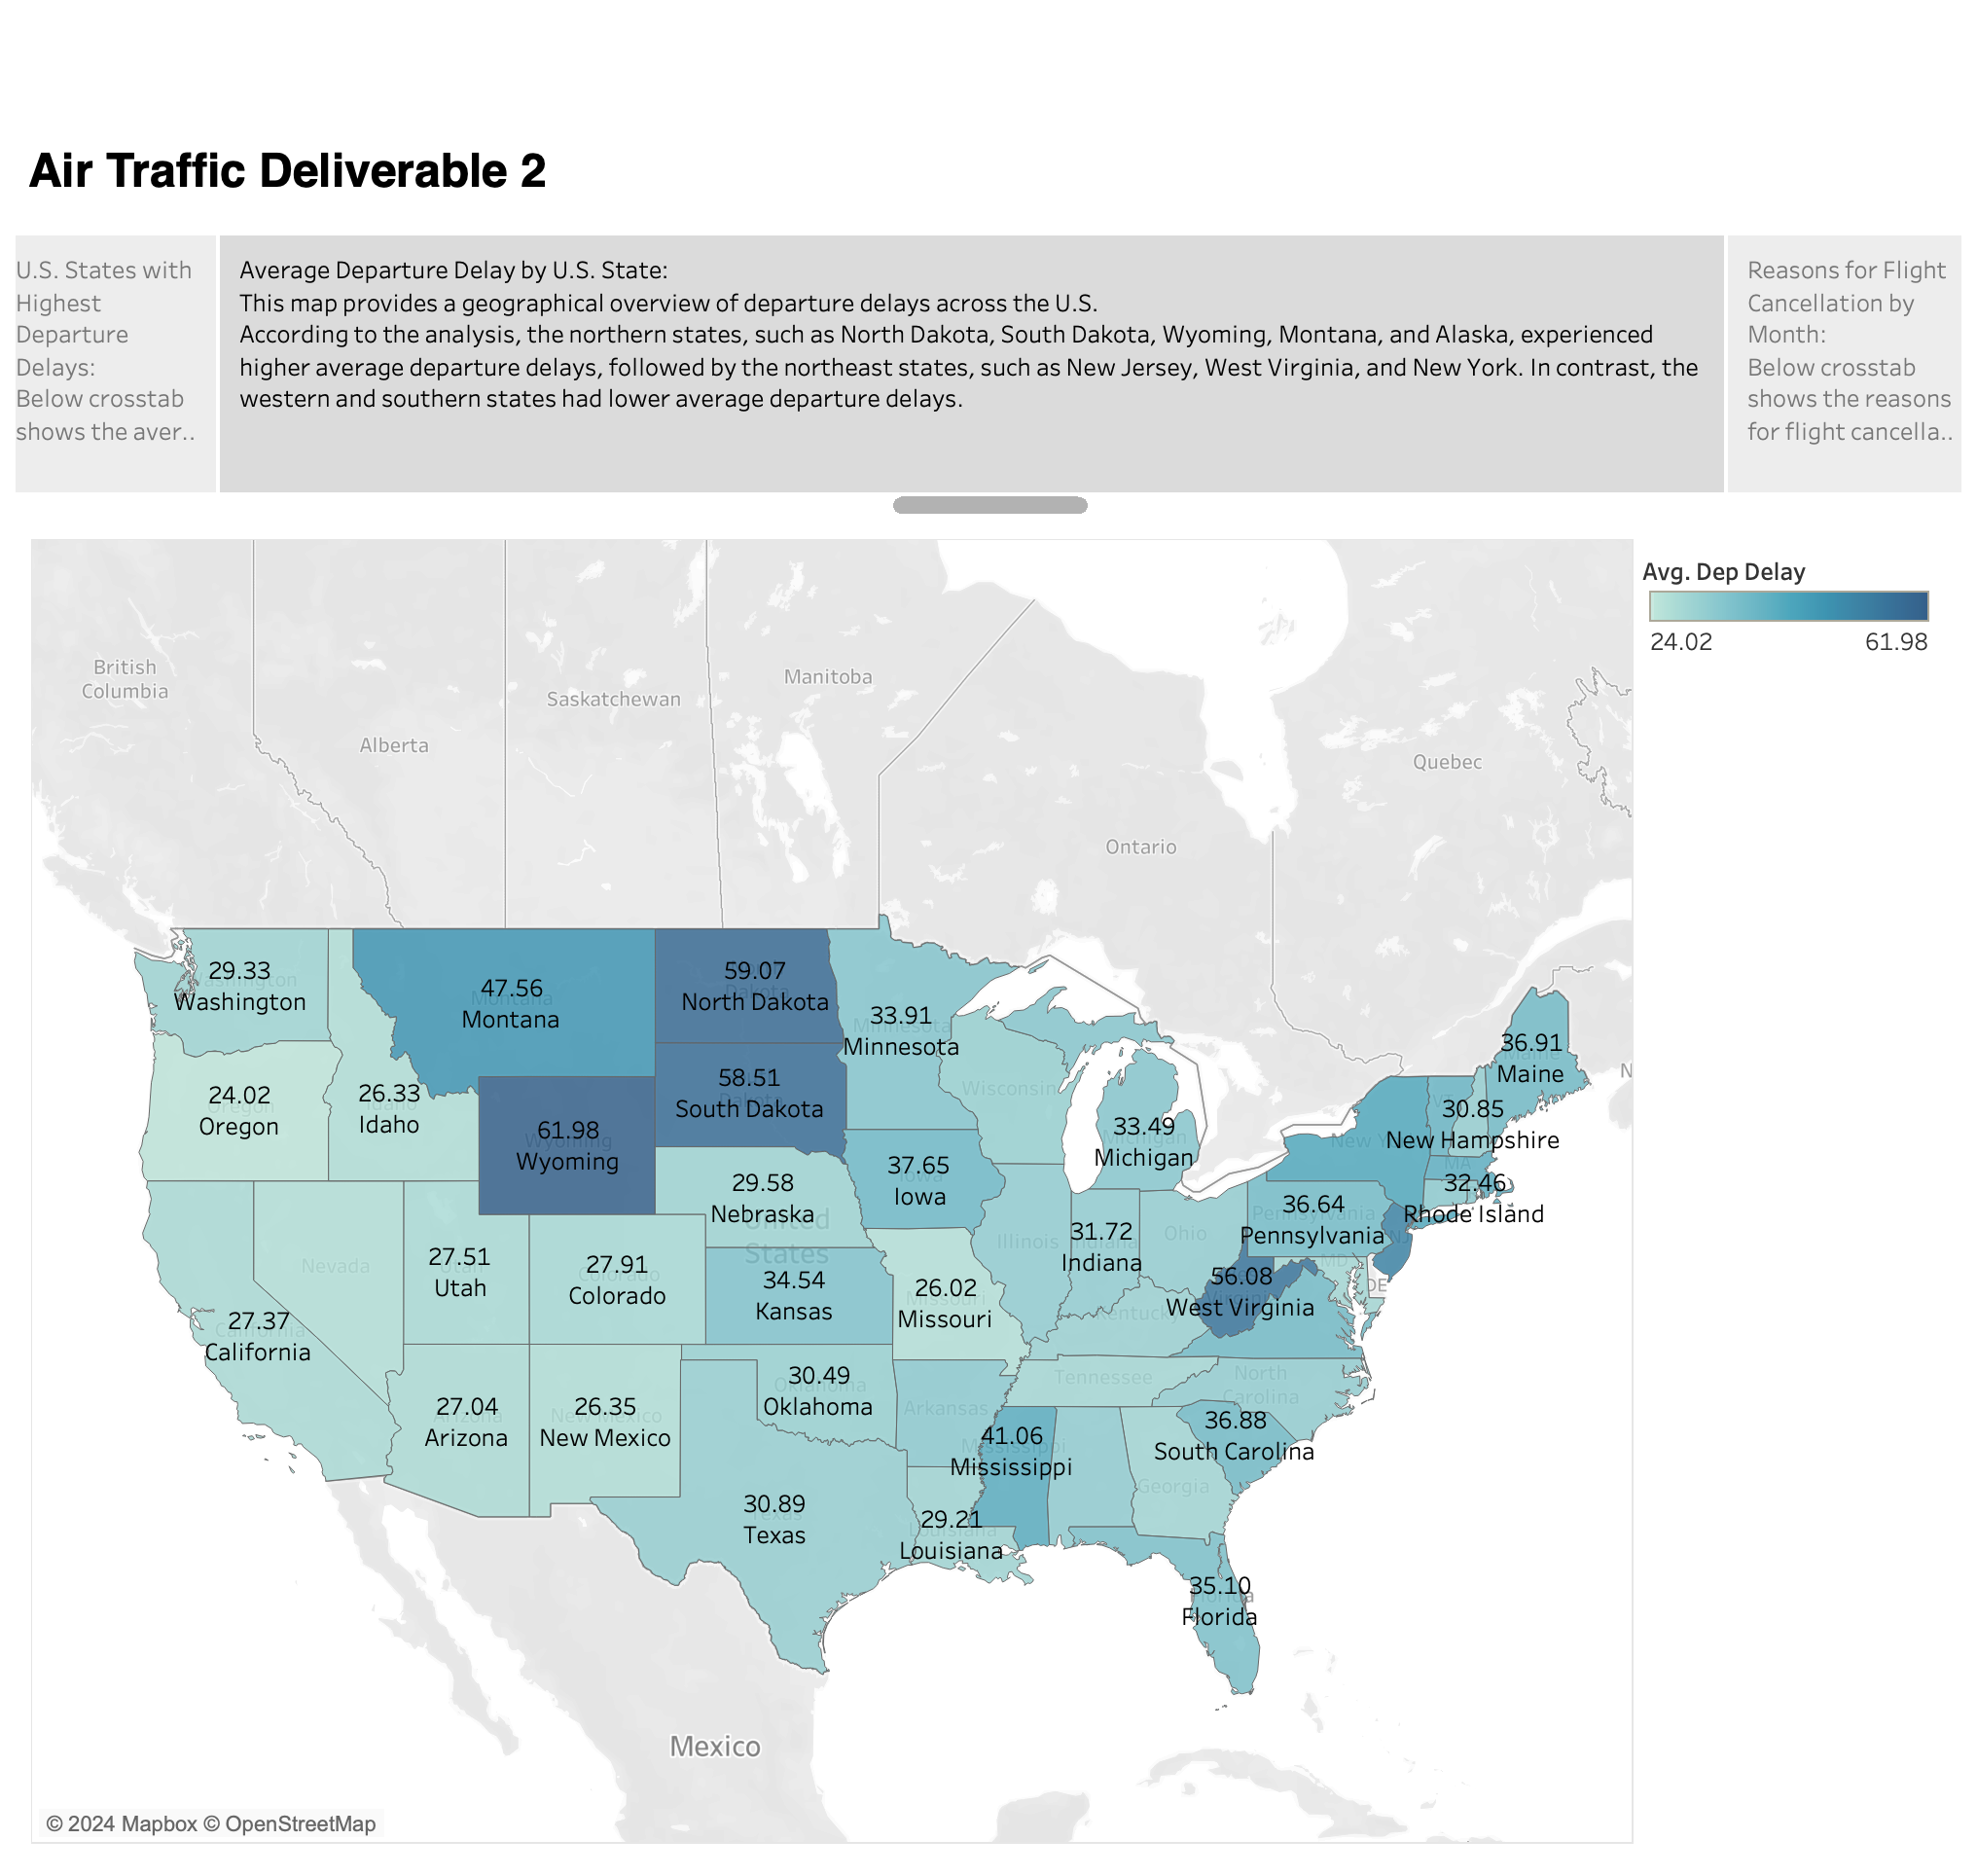 Air Traffic Deliverable 2
U.S. States with
Highest
Departure
Delays:
Below crosstab
shows the aver..
Average Departure Delay by U.S. State:
This map provides a geographical overview of departure delays across the U.S.
According to the analysis, the northern states, such as North Dakota, South Dakota, Wyoming, Montana, and Alaska, experienced
higher average departure delays, followed by the northeast states, such as New Jersey, West Virginia, and New York. In contrast, the
western and southern states had lower average departure delays.
Reasons for Flight
Cancellation by
Month:
Below crosstab
shows the reasons
for flight cancella..
Avg. Dep Delay
24.02 61.98
British
Columbia
Alberta
Saskatchewan
Manitoba
Ontario
Quebec
29.33
Washington
47.56
Montana
59.07
North Dakota
33.91
Minnesota
24.02
Oregon
26.33
Idaho
61.98
Wyoming
58.51
South Dakota
Wisconsin
33.49
Michigan
36.91
Maine
VT
30.85
New Hampshire
MA
32.46
Rhode Island
37.65
Iowa
29.58
Nebraska
United
States
Illinois
31.72
Indiana
Ohio
36.64
Pennsylvania
NJ
MD
DE
Nevada
27.51
Utah
27.91
Colorado
34.54
Kansas
26.02
Missouri
Kentucky
56.08
West Virginia
27.37
California
27.04
Arizona
26.35
New Mexico
30.49
Oklahoma
Arkansas
Tennessee
North
Carolina
41.06
Mississippi
36.88
South Carolina
Georgia
30.89
Texas
29.21
Louisiana
35.10
Florida
Mexico
© 2024 Mapbox © OpenStreetMap